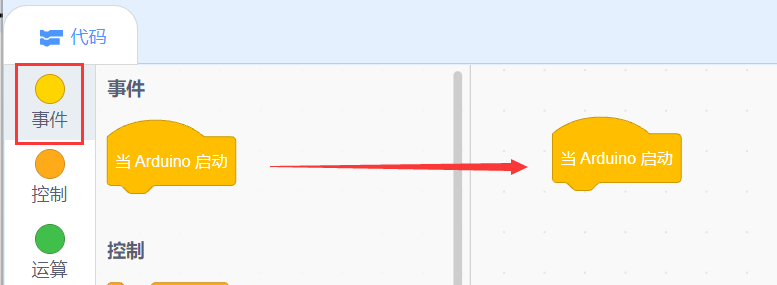 代码
事件
控制
运算
事件
当 Arduino 启动
控制
当 Arduino 启动